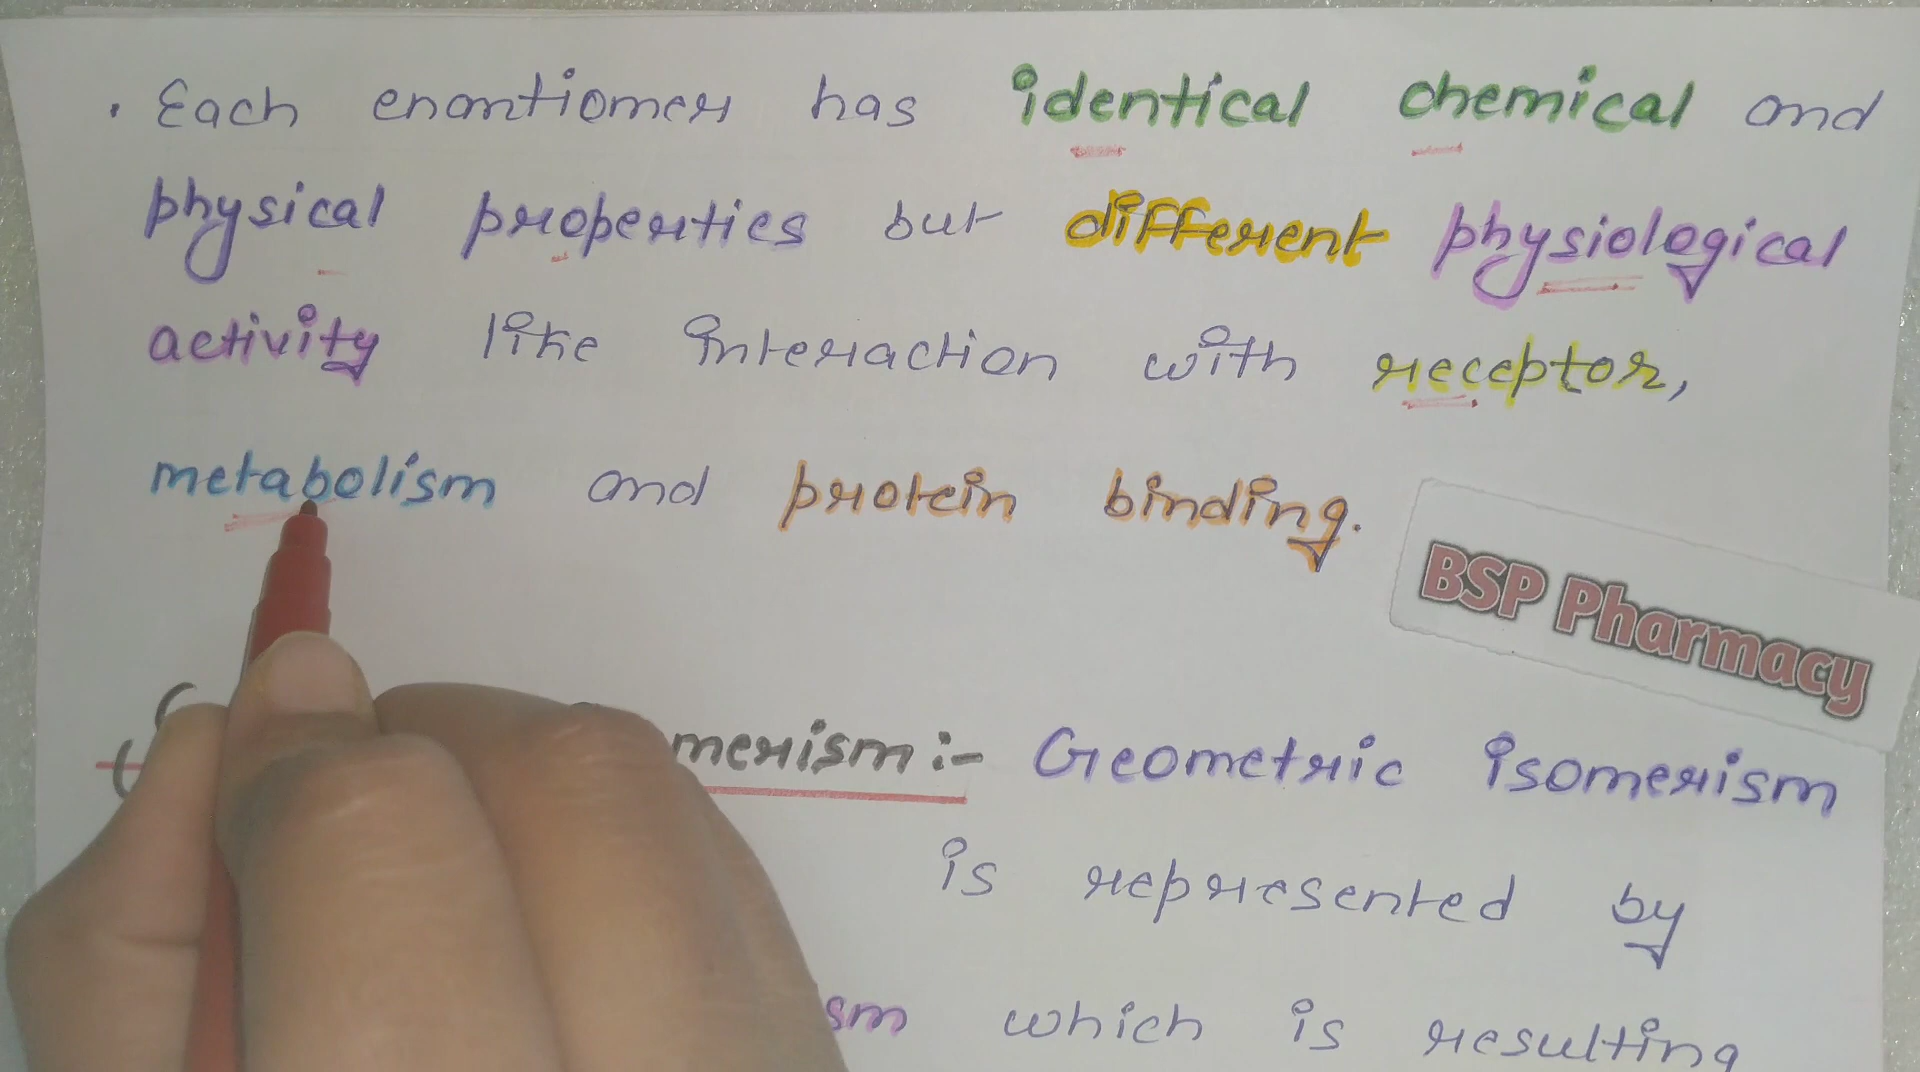 . Each enantiomer has identical chemical and
physical properties but different physiological
activity like interaction with receptor,
metabolism and protein binding.
BSP Pharmacy
merism :- Geometric isomerism
is represented by
sm which is resulting